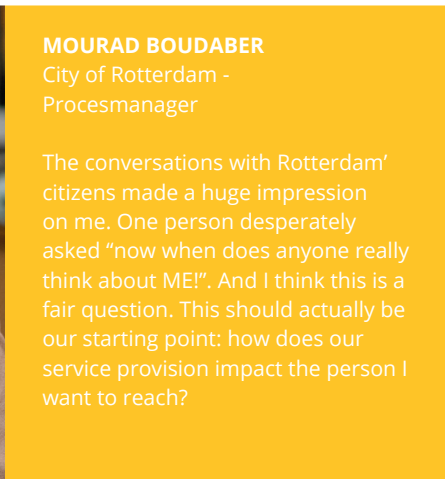 MOURAD BOUDABER
City of Rotterdam -
Procesmanager
The conversations with Rotterdam’
citizens made a huge impression
on me. One person desperately
asked “now when does anyone really
think about ME!”. And I think this is a
fair question. This should actually be
our starting point: how does our
service provision impact the person I
want to reach?